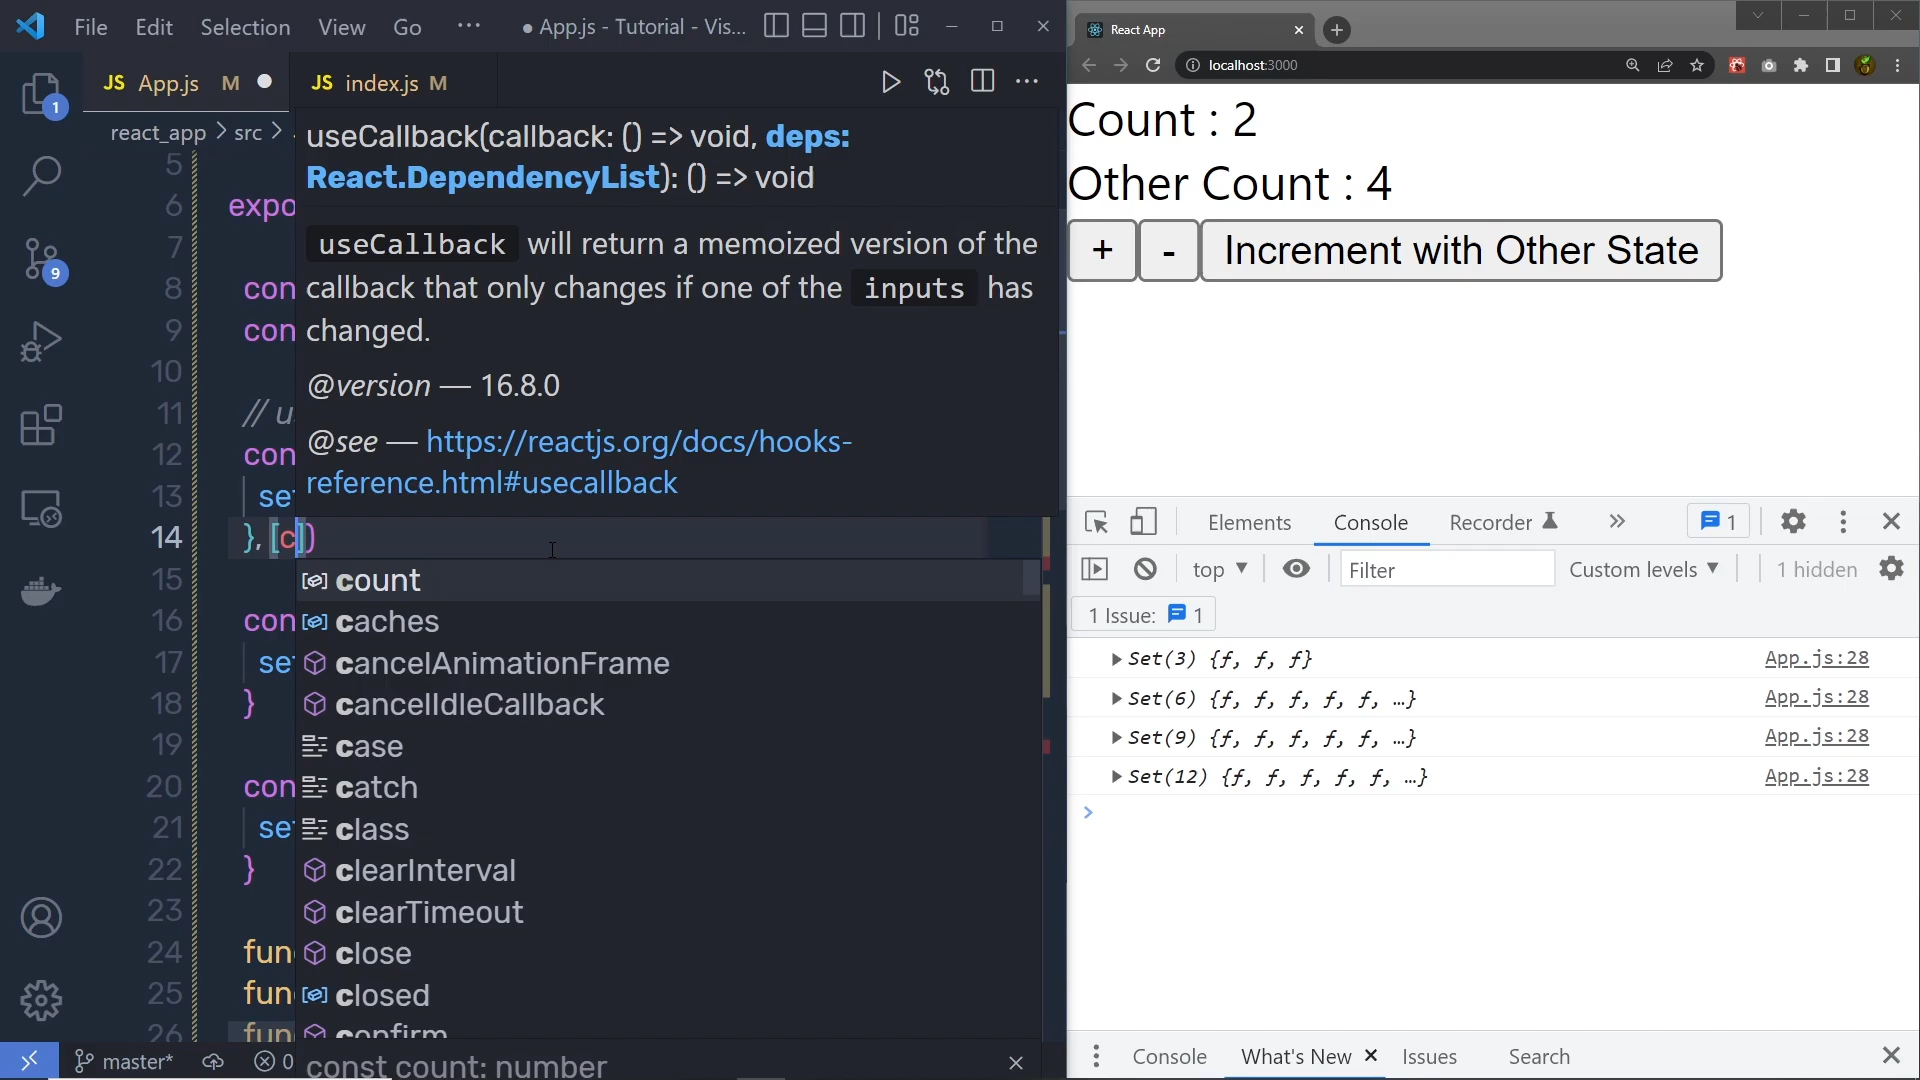 File Edit Selection View Go ··· ● App.js - Tutorial - Vis...
JS App.js M ● JS index.js M
react_app > src >
useCallback(callback: () => void, deps:
React.DependencyList): () => void
useCallback will return a memoized version of the
callback that only changes if one of the inputs has
changed.
@version — 16.8.0
@see — https://reactjs.org/docs/hooks-
reference.html#usecallback
5
6 expo
7
8 con
9 con
10
11 // u
12 con
13 set
14 }, [c])
15
16 con
17 set
18 }
19
20 con
21 set
22 }
23
24 fun
25 fun
26 fun
count
caches
cancelAnimationFrame
cancelIdleCallback
case
catch
class
clearInterval
clearTimeout
close
closed
confirm
const count: number
1
9
master* 0
React App
localhost:3000
Count : 2
Other Count : 4
+ - Increment with Other State
Elements Console Recorder 1
top ▼ Filter Custom levels ▼ 1 hidden
1 Issue: 1
▶Set(3) {f, f, f} App.js:28
▶Set(6) {f, f, f, f, f, …} App.js:28
▶Set(9) {f, f, f, f, f, …} App.js:28
▶Set(12) {f, f, f, f, f, …} App.js:28
>
Console What's New × Issues Search